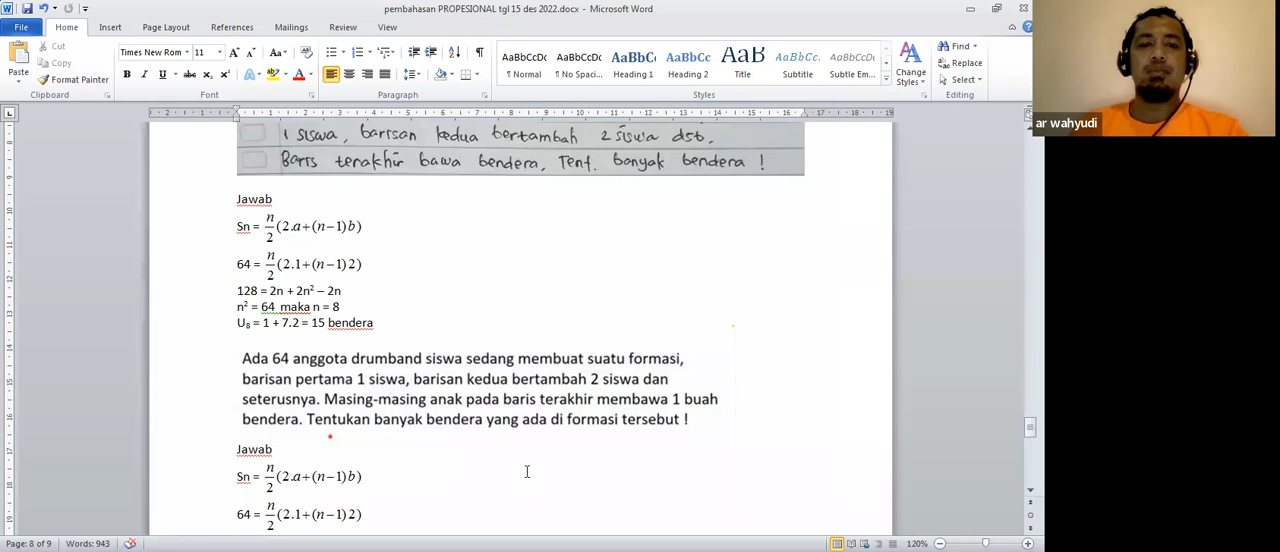 pembahasan PROPESIONAL tgl 15 des 2022.docx - Microsoft Word
File Home Insert Page Layout References Mailings Review View
Paste
Cut
Copy
Format Painter
Clipboard
Times New Rom 11
Font
Paragraph
AaBbCcDc AaBbCcDc AaBbC AaBbCc AaB AaBbCcL AaBbCcDc
¶ Normal ¶ No Spaci... Heading 1 Heading 2 Title Subtitle Subtle Em...
Styles
Change Styles
Find
Replace
Select
Editing
ar wahyudi
1 siswa, barisan kedua bertambah 2 siswa dst.
Baris terakhir bawa bendera, Tent. banyak bendera !
Jawab
Sn = n/2 (2.a+(n−1)b)
64 = n/2 (2.1+(n−1)2)
128 = 2n + 2n² – 2n
n² = 64 maka n = 8
U₈ = 1 + 7.2 = 15 bendera
Ada 64 anggota drumband siswa sedang membuat suatu formasi,
barisan pertama 1 siswa, barisan kedua bertambah 2 siswa dan
seterusnya. Masing-masing anak pada baris terakhir membawa 1 buah
bendera. Tentukan banyak bendera yang ada di formasi tersebut !
Jawab
Sn = n/2 (2.a+(n−1)b)
64 = n/2 (2.1+(n−1)2)
Page: 8 of 9 Words: 943 120%